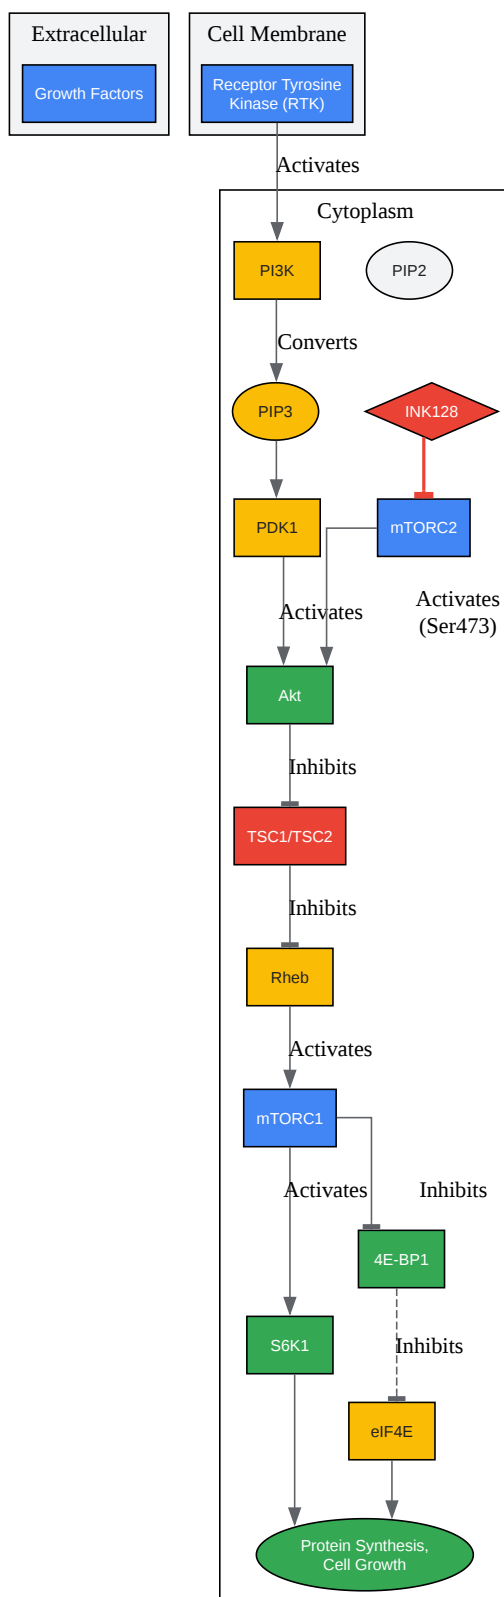 Extracellular
Cell Membrane
Growth Factors
Receptor Tyrosine
Kinase (RTK)
Activates
Cytoplasm
PI3K
PIP2
Converts
PIP3
INK128
PDK1
mTORC2
Activates
Activates
(Ser473)
Akt
Inhibits
TSC1/TSC2
Inhibits
Rheb
Activates
mTORC1
Activates
Inhibits
4E-BP1
S6K1
Inhibits
eIF4E
Protein Synthesis,
Cell Growth